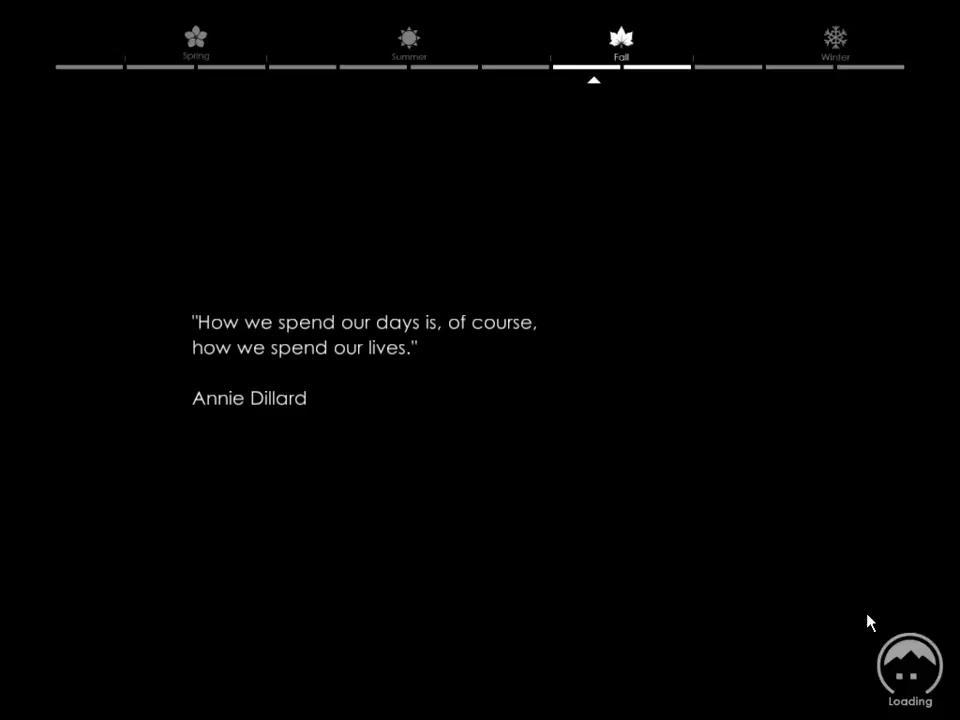 Spring
Summer
Fall
Winter
"How we spend our days is, of course,
how we spend our lives."
Annie Dillard
Loading